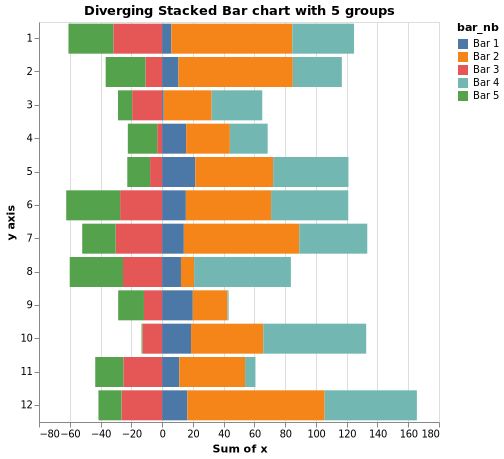 Diverging Stacked Bar chart with 5 groups
bar_nb
Bar 1
Bar 2
Bar 3
Bar 4
Bar 5
y axis
1
2
3
4
5
6
7
8
9
10
11
12
−80 −60 −40 −20 0 20 40 60 80 100 120 140 160 180
Sum of x